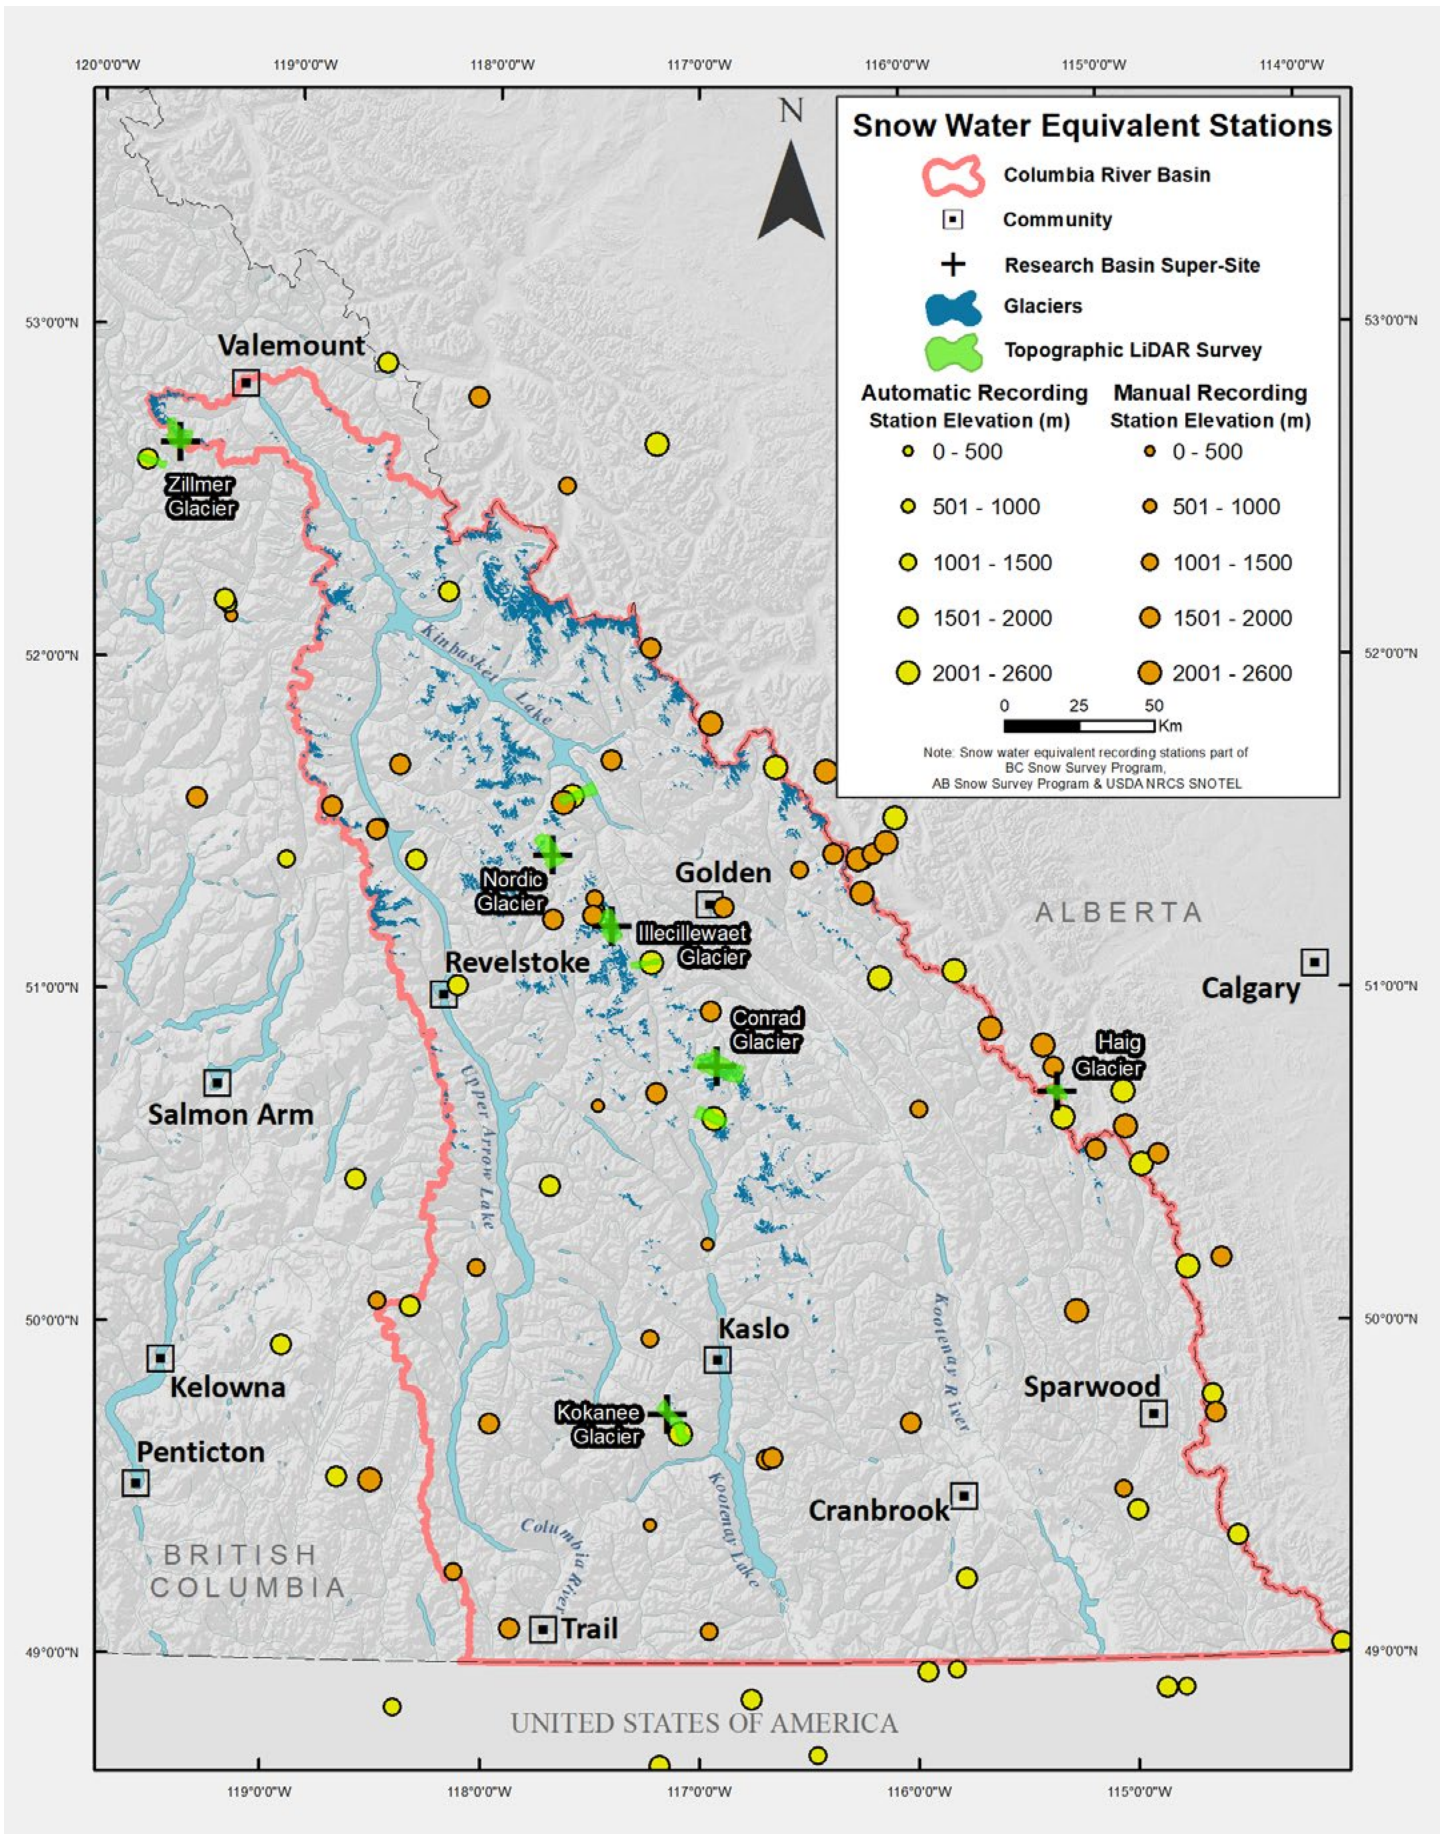 120°0'0"W 119°0'0"W 118°0'0"W 117°0'0"W 116°0'0"W 115°0'0"W 114°0'0"W
N
Snow Water Equivalent Stations
Columbia River Basin
Community
Research Basin Super-Site
Glaciers
Topographic LiDAR Survey
Automatic Recording
Station Elevation (m)
0 - 500
501 - 1000
1001 - 1500
1501 - 2000
2001 - 2600
Manual Recording
Station Elevation (m)
0 - 500
501 - 1000
1001 - 1500
1501 - 2000
2001 - 2600
0 25 50
Km
Note: Snow water equivalent recording stations part of
BC Snow Survey Program,
AB Snow Survey Program & USDA NRCS SNOTEL
53°0'0"N
53°0'0"N
Valemount
Zillmer
Glacier
52°0'0"N
52°0'0"N
Kinbasket
Lake
Nordic
Glacier
Golden
Illecillewaet
Glacier
ALBERTA
Revelstoke
Calgary
51°0'0"N
51°0'0"N
Conrad
Glacier
Haig
Glacier
Salmon Arm
Upper Arrow Lake
50°0'0"N
50°0'0"N
Kootenay River
Kaslo
Kelowna
Sparwood
Kokanee
Glacier
Penticton
Kootenay Lake
Cranbrook
Columbia River
BRITISH
COLUMBIA
Trail
49°0'0"N
49°0'0"N
UNITED STATES OF AMERICA
119°0'0"W 118°0'0"W 117°0'0"W 116°0'0"W 115°0'0"W